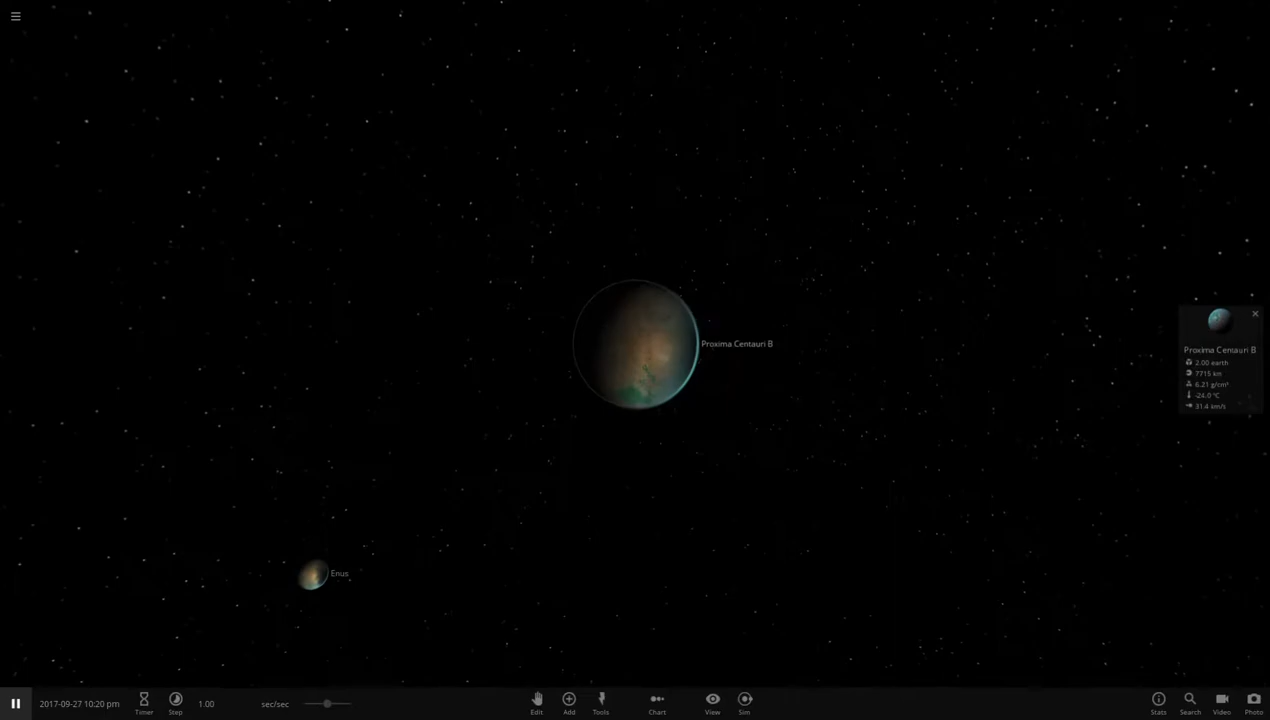 Proxima Centauri B
Proxima Centauri B
2.00 earth
7715 km
6.21 g/cm³
-24.0 °C
31.4 km/s
Enus
2017-09-27 10:20 pm
Timer
Step
1.00
sec/sec
Edit
Add
Tools
Chart
View
Sim
Stats
Search
Video
Photo